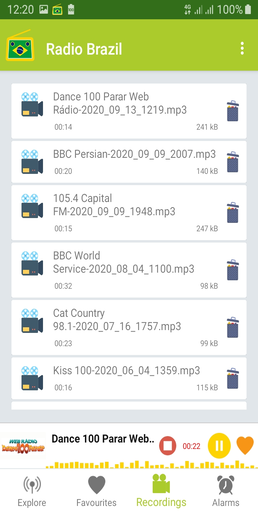 12:20
4G
100%
Radio Brazil
Dance 100 Parar Web
Rádio-2020_09_13_1219.mp3
00:14
241 kB
BBC Persian-2020_09_09_2007.mp3
00:20
140 kB
105.4 Capital
FM-2020_09_09_1948.mp3
00:15
247 kB
BBC World
Service-2020_08_04_1100.mp3
00:32
98 kB
Cat Country
98.1-2020_07_16_1757.mp3
00:23
99 kB
Kiss 100-2020_06_04_1359.mp3
00:16
115 kB
WEB RÁDIO
Dance 100 Parar Web..
00:22
Explore
Favourites
Recordings
Alarms